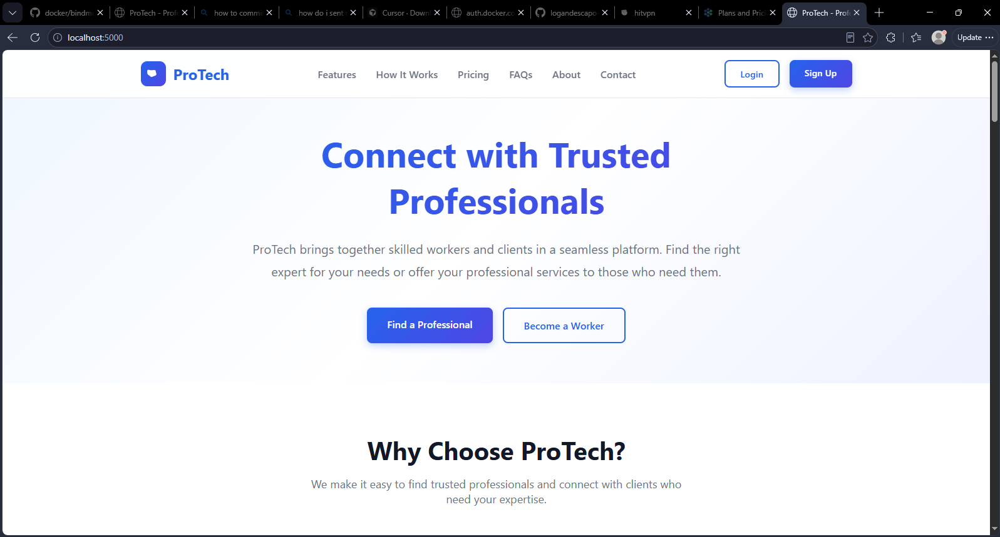 docker/bindm
ProTech - Prof
how to commi
how do i sent
Cursor · Down
auth.docker.co
logandescapo
hitvpn
Plans and Prici
ProTech - Prof
localhost:5000
Update
ProTech
Features
How It Works
Pricing
FAQs
About
Contact
Login
Sign Up
Connect with Trusted
Professionals
ProTech brings together skilled workers and clients in a seamless platform. Find the right
expert for your needs or offer your professional services to those who need them.
Find a Professional
Become a Worker
Why Choose ProTech?
We make it easy to find trusted professionals and connect with clients who
need your expertise.